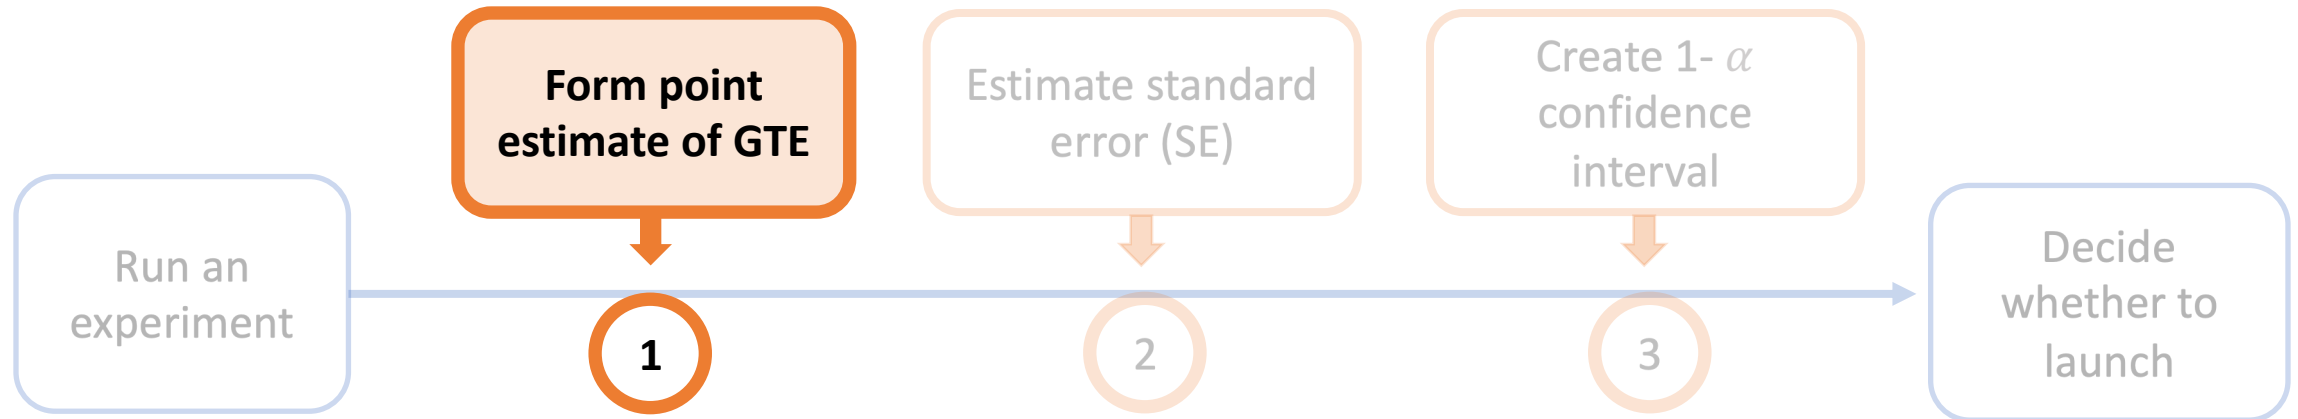 Run an
experiment
Form point
estimate of GTE
1
Estimate standard
error (SE)
2
Create 1- α
confidence
interval
3
Decide
whether to
launch